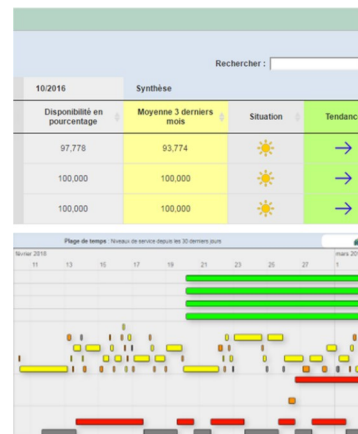 Rechercher :
10/2016 Synthèse
Disponibilité en pourcentage Moyenne 3 derniers mois Situation Tendance
97,778 93,774
100,000 100,000
100,000 100,000
Plage de temps : Niveaux de service depuis les 30 derniers jours
février 2016 mars 201
11 13 15 17 19 21 23 25 27 1